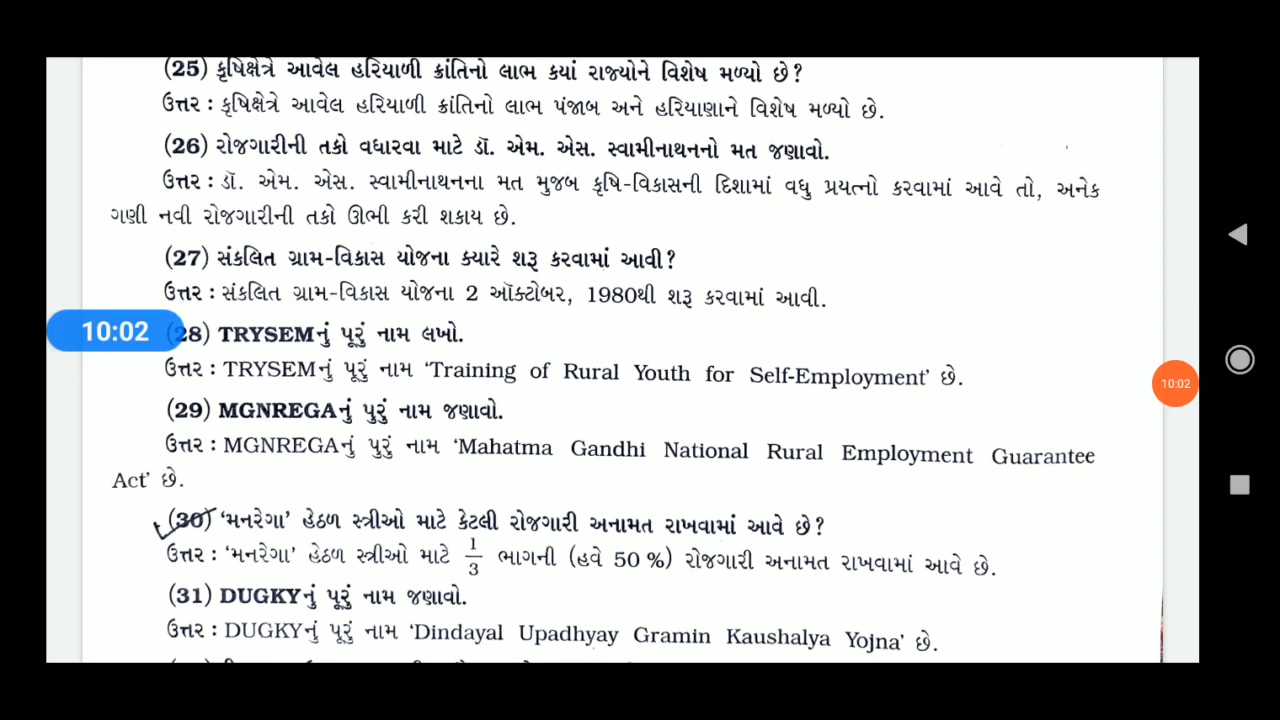 (25) કૃષિક્ષેત્રે આવેલ હરિયાળી ક્રાંતિનો લાભ કયાં રાજ્યોને વિશેષ મળ્યો છે?
ઉત્તર : કૃષિક્ષેત્રે આવેલ હરિયાળી ક્રાંતિનો લાભ પંજાબ અને હરિયાણાને વિશેષ મળ્યો છે.
(26) રોજગારીની તકો વધારવા માટે ડૉ. એમ. એસ. સ્વામીનાથનનો મત જણાવો.
ઉત્તર : ડૉ. એમ. એસ. સ્વામીનાથનના મત મુજબ કૃષિ-વિકાસની દિશામાં વધુ પ્રયત્નો કરવામાં આવે તો, અનેક
ગણી નવી રોજગારીની તકો ઊભી કરી શકાય છે.
(27) સંકલિત ગ્રામ-વિકાસ યોજના ક્યારે શરૂ કરવામાં આવી?
ઉત્તર : સંકલિત ગ્રામ-વિકાસ યોજના 2 ઑક્ટોબર, 1980થી શરૂ કરવામાં આવી.
10:02
(28) TRYSEMનું પૂરું નામ લખો.
ઉત્તર : TRYSEMનું પૂરું નામ ‘Training of Rural Youth for Self-Employment’ છે.
10:02
(29) MGNREGAનું પુરું નામ જણાવો.
ઉત્તર : MGNREGAનું પુરું નામ ‘Mahatma Gandhi National Rural Employment Guarantee
Act’ છે.
(30) ‘મનરેગા’ હેઠળ સ્ત્રીઓ માટે કેટલી રોજગારી અનામત રાખવામાં આવે છે?
ઉત્તર : ‘મનરેગા’ હેઠળ સ્ત્રીઓ માટે 1/3 ભાગની (હવે 50 %) રોજગારી અનામત રાખવામાં આવે છે.
(31) DUGKYનું પૂરું નામ જણાવો.
ઉત્તર : DUGKYનું પૂરું નામ ‘Dindayal Upadhyay Gramin Kaushalya Yojna’ છે.